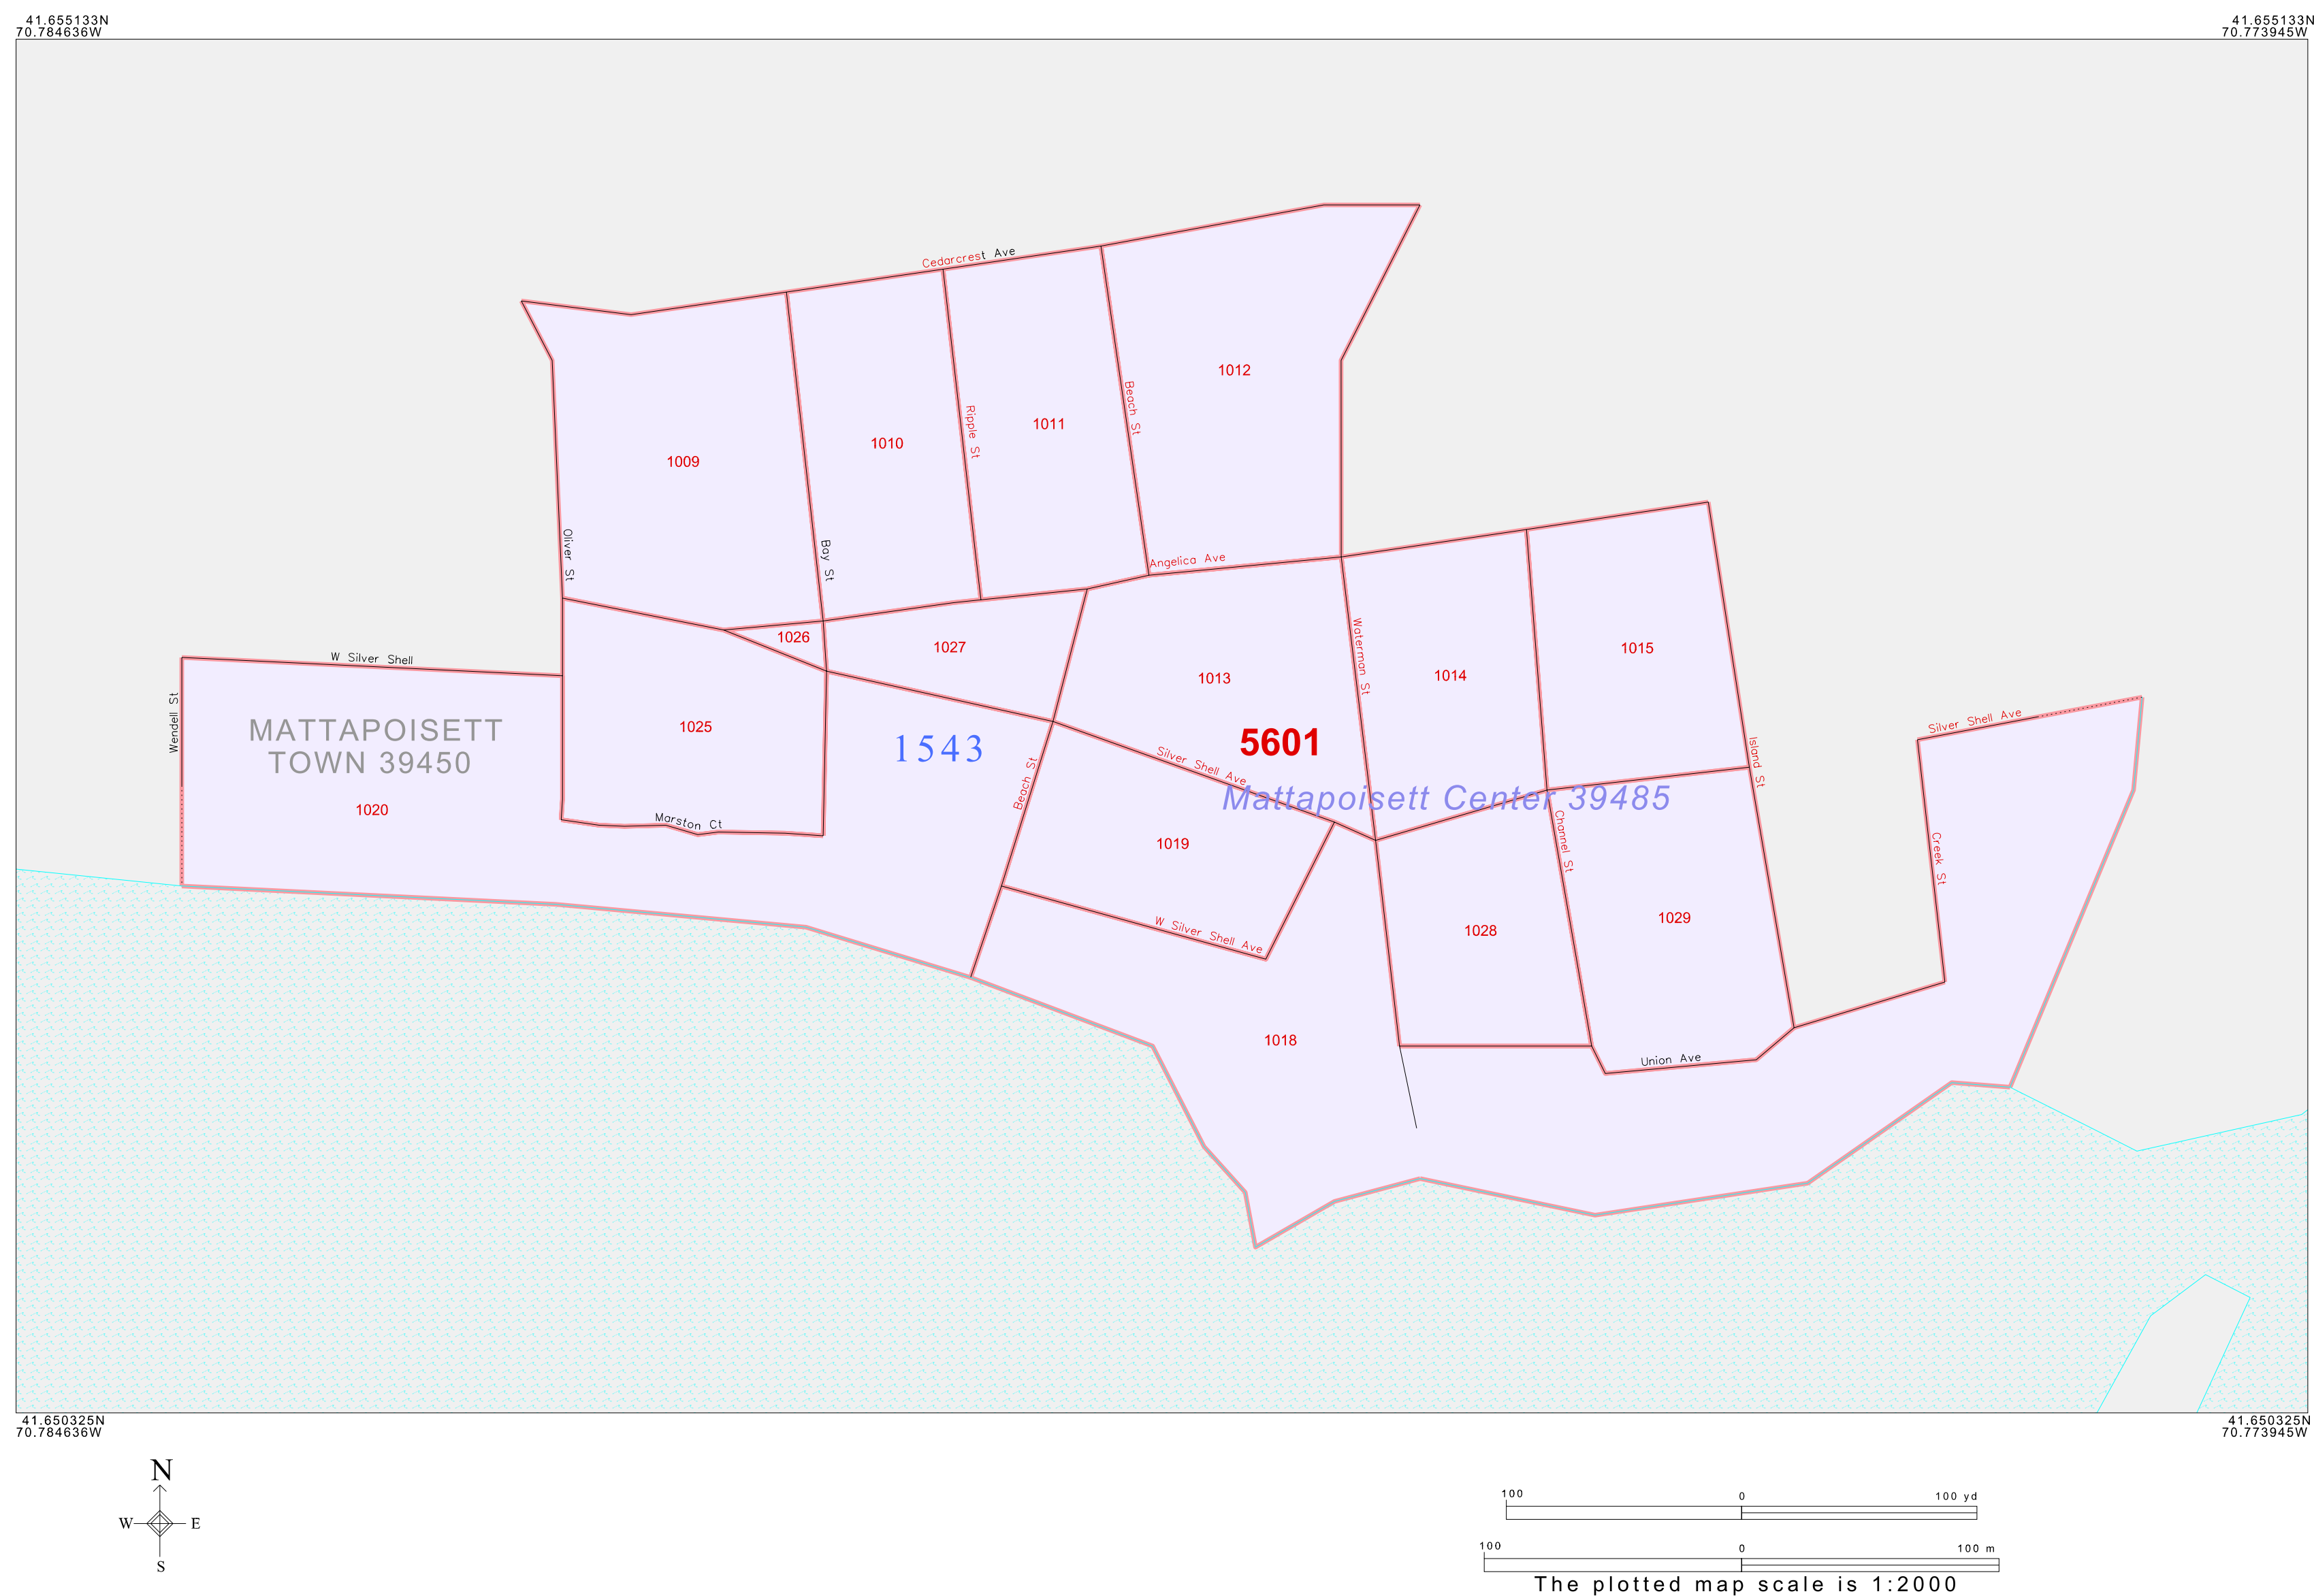 41.655133N
70.784636W
41.655133N
70.773945W
Cedarcrest Ave
1012
Beach St
1011
Ripple St
1010
1009
Oliver St
Bay St
Angelica Ave
1026
1027
1015
W Silver Shell
Waterman St
1014
1013
Wendell St
MATTAPOISETT
TOWN 39450
1025
1543
5601
Silver Shell Ave
Silver Shell Ave
Island St
Beach St
Mattapoisett Center 39485
1020
Marston Ct
1019
Channel St
Creek St
W Silver Shell Ave
1028
1029
1018
Union Ave
41.650325N
70.784636W
41.650325N
70.773945W
N
W E
S
100 0 100 yd
100 0 100 m
The plotted map scale is 1:2000